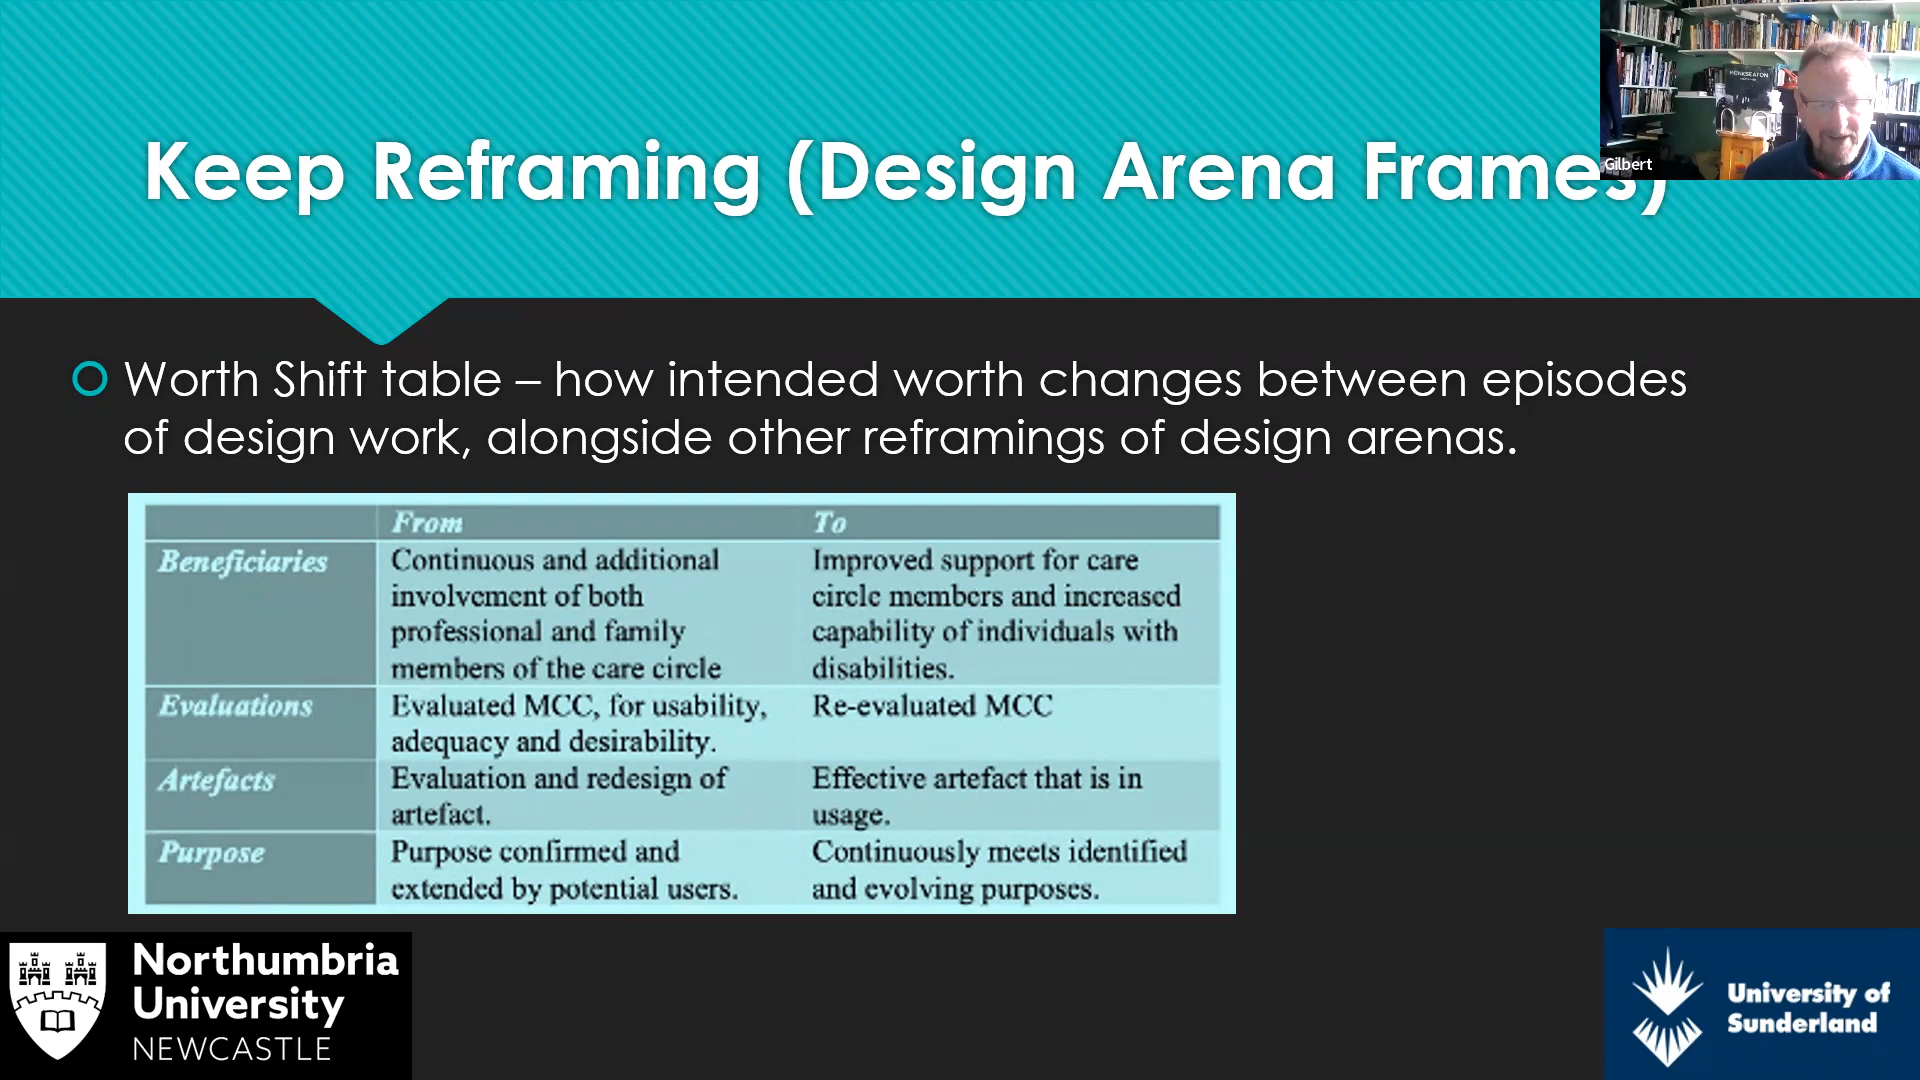 Keep Reframing (Design Arena Frames)
Gilbert
MONKSEATON
Worth Shift table – how intended worth changes between episodes
of design work, alongside other reframings of design arenas.
From To
Beneficiaries Continuous and additional Improved support for care
involvement of both circle members and increased
professional and family capability of individuals with
members of the care circle disabilities.
Evaluations Evaluated MCC, for usability, Re-evaluated MCC
adequacy and desirability.
Artefacts Evaluation and redesign of Effective artefact that is in
artefact. usage.
Purpose Purpose confirmed and Continuously meets identified
extended by potential users. and evolving purposes.
Northumbria
University
NEWCASTLE
University of
Sunderland